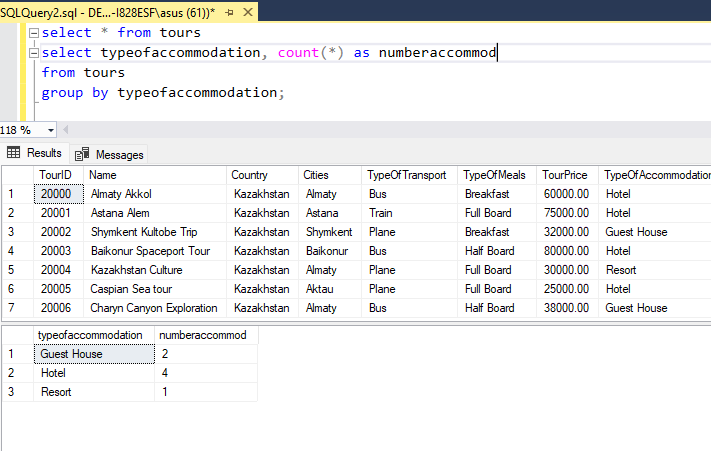 SQLQuery2.sql - DE...-I828ESF\asus (61))*
select * from tours
select typeofaccommodation, count(*) as numberaccommod
from tours
group by typeofaccommodation;
118 %
Results Messages
TourID Name Country Cities TypeOfTransport TypeOfMeals TourPrice TypeOfAccommodation
1 20000 Almaty Akkol Kazakhstan Almaty Bus Breakfast 60000.00 Hotel
2 20001 Astana Alem Kazakhstan Astana Train Full Board 75000.00 Hotel
3 20002 Shymkent Kultobe Trip Kazakhstan Shymkent Plane Breakfast 32000.00 Guest House
4 20003 Baikonur Spaceport Tour Kazakhstan Baikonur Bus Half Board 80000.00 Hotel
5 20004 Kazakhstan Culture Kazakhstan Almaty Plane Full Board 30000.00 Resort
6 20005 Caspian Sea tour Kazakhstan Aktau Plane Full Board 25000.00 Hotel
7 20006 Charyn Canyon Exploration Kazakhstan Almaty Bus Half Board 38000.00 Guest House
typeofaccommodation numberaccommod
1 Guest House 2
2 Hotel 4
3 Resort 1